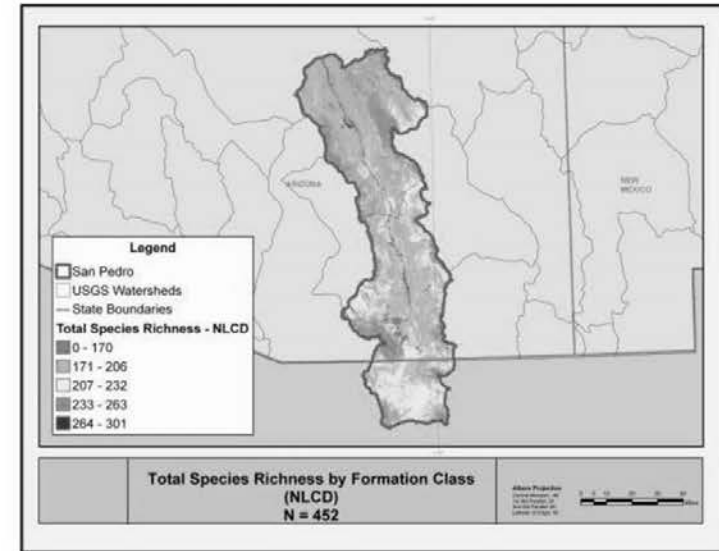 ARIZONA
NEW
MEXICO
Legend
San Pedro
USGS Watersheds
State Boundaries
Total Species Richness - NLCD
0 - 170
171 - 206
207 - 232
233 - 263
264 - 301
Total Species Richness by Formation Class
(NLCD)
N = 452
Albers Projection
Miles